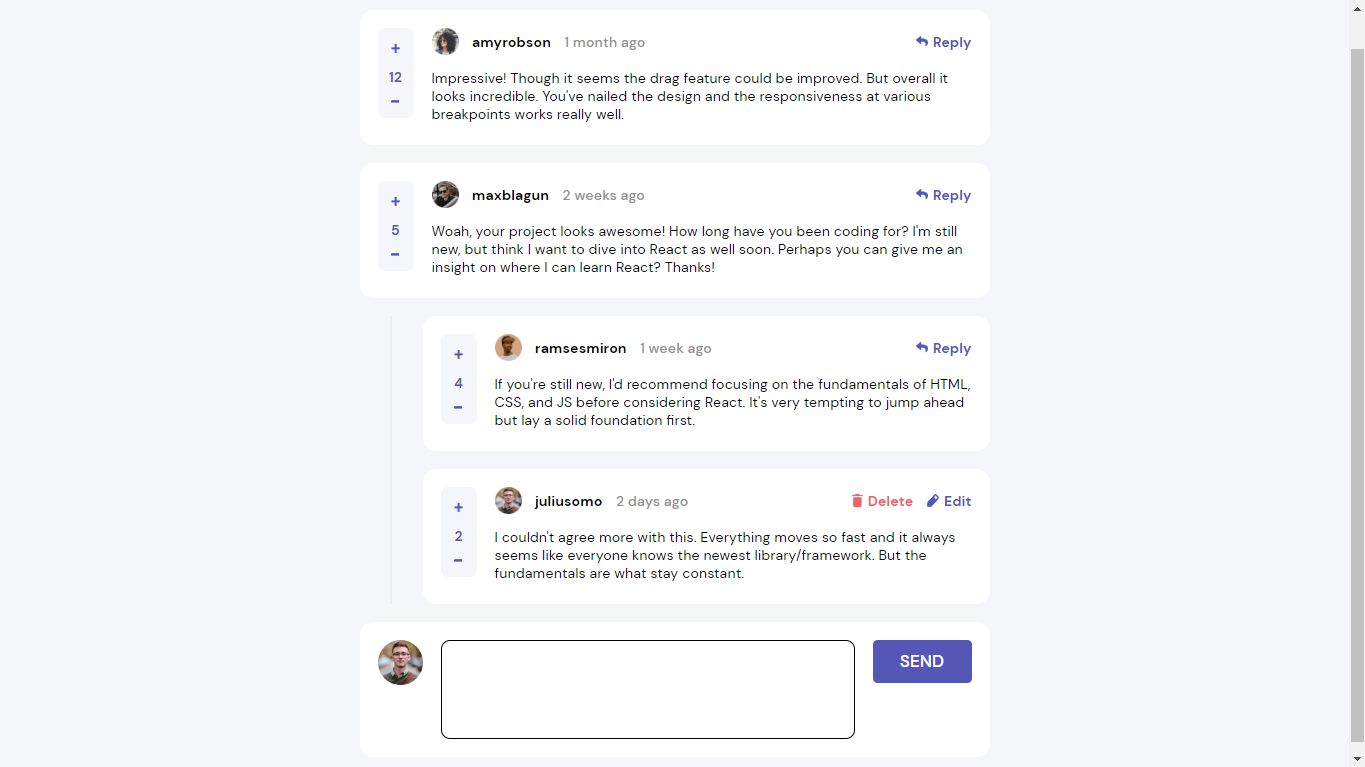 +
12
-
amyrobson 1 month ago Reply
Impressive! Though it seems the drag feature could be improved. But overall it
looks incredible. You've nailed the design and the responsiveness at various
breakpoints works really well.
+
5
-
maxblagun 2 weeks ago Reply
Woah, your project looks awesome! How long have you been coding for? I'm still
new, but think I want to dive into React as well soon. Perhaps you can give me an
insight on where I can learn React? Thanks!
+
4
-
ramsesmiron 1 week ago Reply
If you're still new, I'd recommend focusing on the fundamentals of HTML,
CSS, and JS before considering React. It's very tempting to jump ahead
but lay a solid foundation first.
+
2
-
juliusomo 2 days ago Delete Edit
I couldn't agree more with this. Everything moves so fast and it always
seems like everyone knows the newest library/framework. But the
fundamentals are what stay constant.
SEND